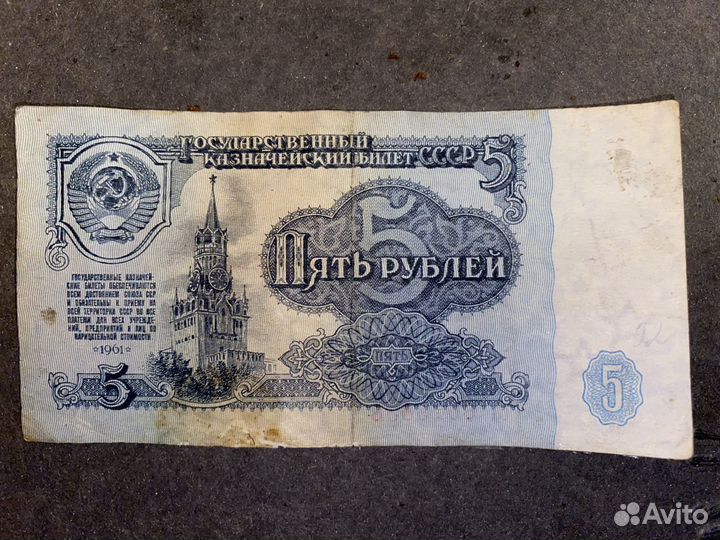 Государственный
казначейский билет СССР 5
5
Пять рублей
ГОСУДАРСТВЕННЫЕ КАЗНАЧЕЙ-
СКИЕ БИЛЕТЫ ОБЕСПЕЧИВАЮТСЯ
ВСЕМ ДОСТОЯНИЕМ СОЮЗА ССР
И ОБЯЗАТЕЛЬНЫ К ПРИЕМУ НА
ВСЕЙ ТЕРРИТОРИИ СССР ВО ВСЕ
ПЛАТЕЖИ ДЛЯ ВСЕХ УЧРЕЖДЕ-
НИЙ, ПРЕДПРИЯТИЙ И ЛИЦ ПО
НАРИЦАТЕЛЬНОЙ СТОИМОСТИ
1961
ПЯТЬ
5
5
Avito